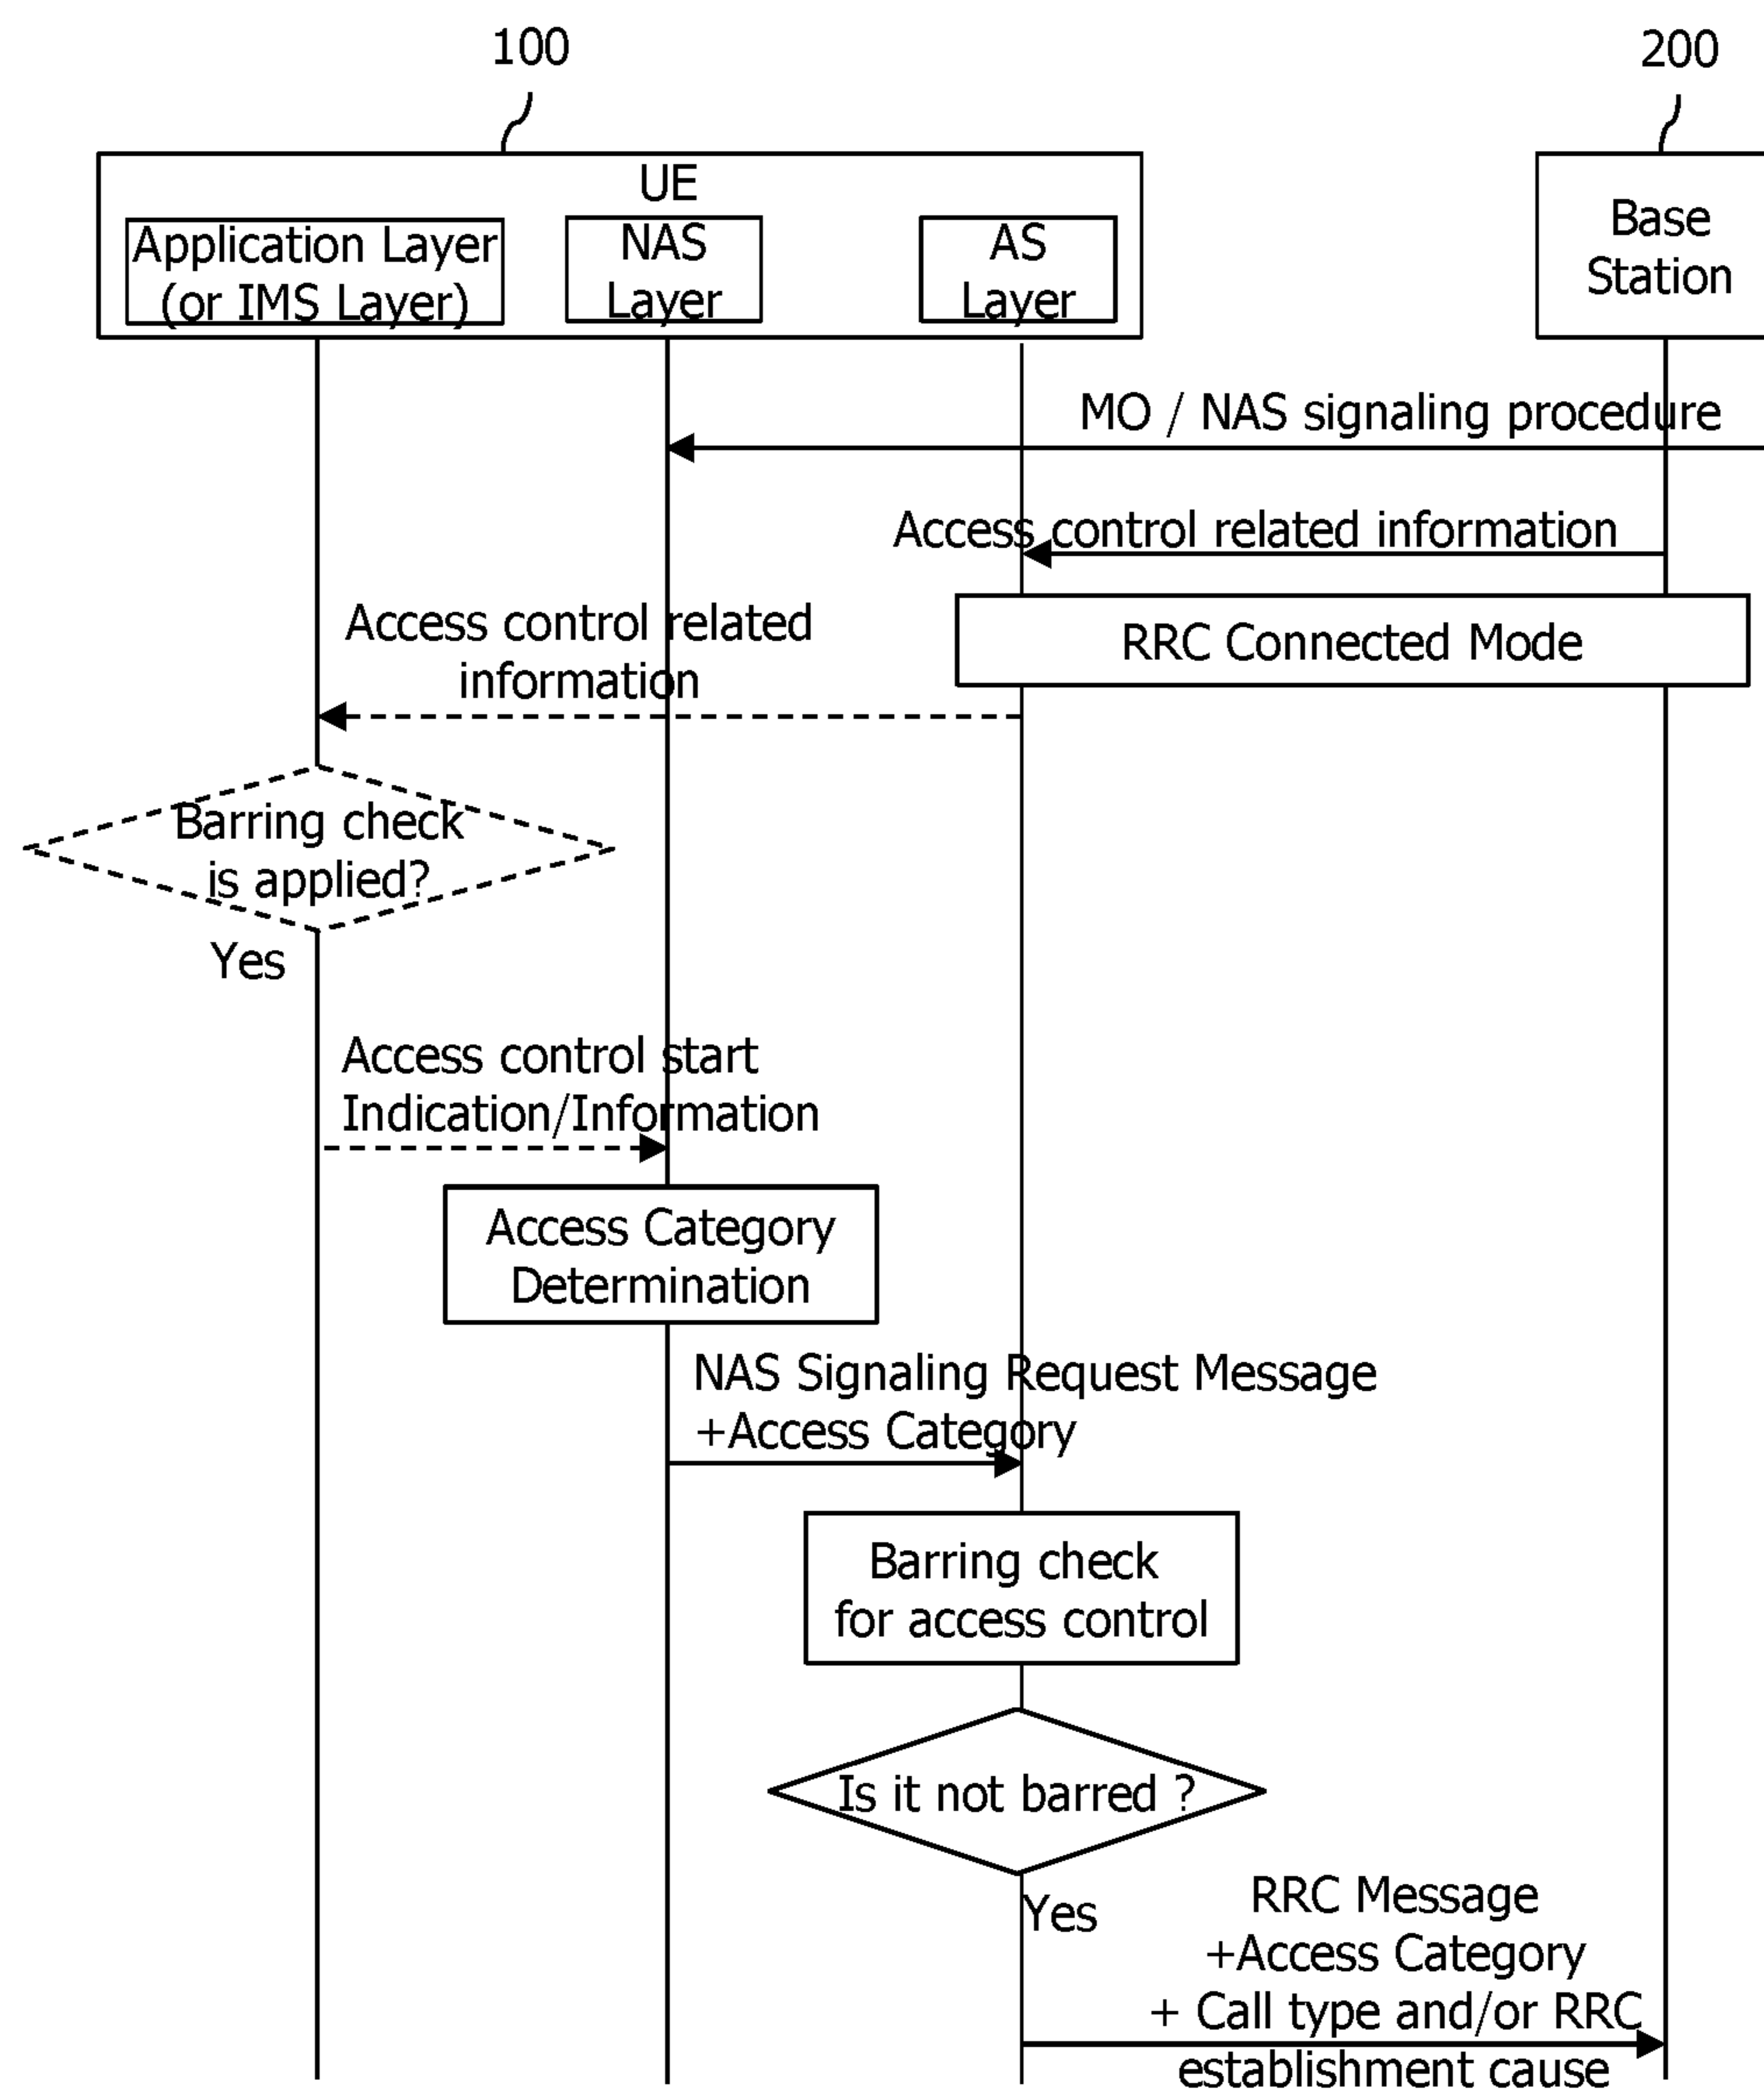 100
200
UE
Application Layer
(or IMS Layer)
NAS
Layer
AS
Layer
Base
Station
MO / NAS signaling procedure
Access control related information
RRC Connected Mode
Access control related
information
Barring check
is applied?
Yes
Access control start
Indication/Information
Access Category
Determination
NAS Signaling Request Message
+Access Category
Barring check
for access control
Is it not barred ?
Yes
RRC Message
+Access Category
+ Call type and/or RRC
establishment cause